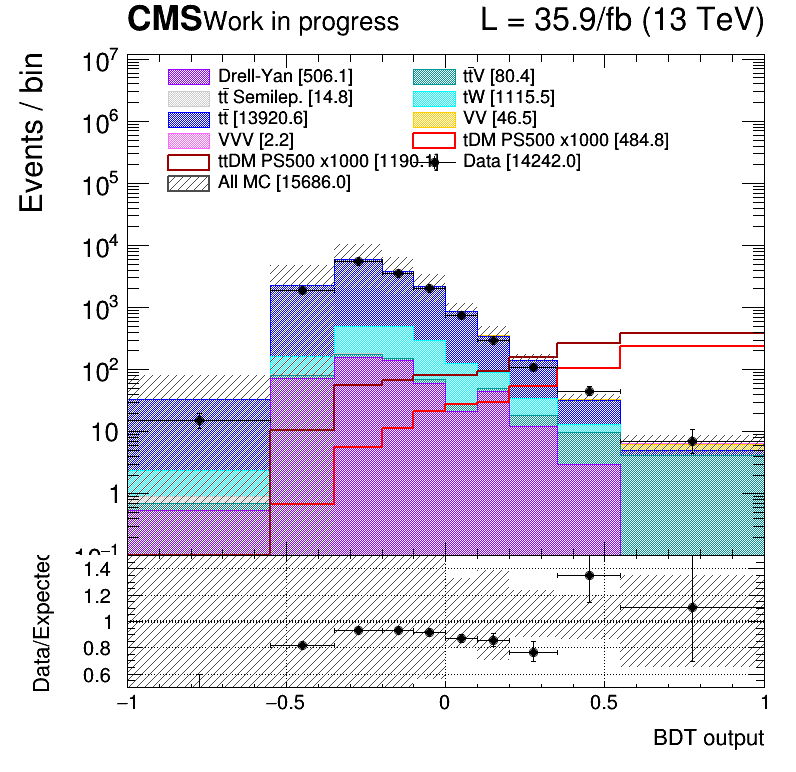 CMS Work in progress L = 35.9/fb (13 TeV)
Events / bin
10⁷
10⁶
10⁵
10⁴
10³
10²
10
1
10⁻¹
Drell-Yan [506.1] tt̄V [80.4]
tt̄ Semilep. [14.8] tW [1115.5]
tt̄ [13920.6] VV [46.5]
VVV [2.2] tDM PS500 x1000 [484.8]
ttDM PS500 x1000 [1190.1] Data [14242.0]
All MC [15686.0]
Data/Expected
1.4
1.2
1
0.8
0.6
−1 −0.5 0 0.5 1
BDT output